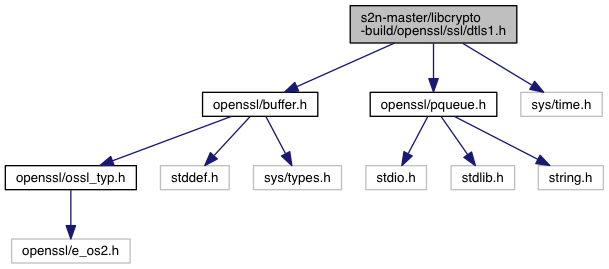 s2n-master/libcrypto
-build/openssl/ssl/dtls1.h
openssl/buffer.h
openssl/pqueue.h
sys/time.h
openssl/ossl_typ.h
stddef.h
sys/types.h
stdio.h
stdlib.h
string.h
openssl/e_os2.h